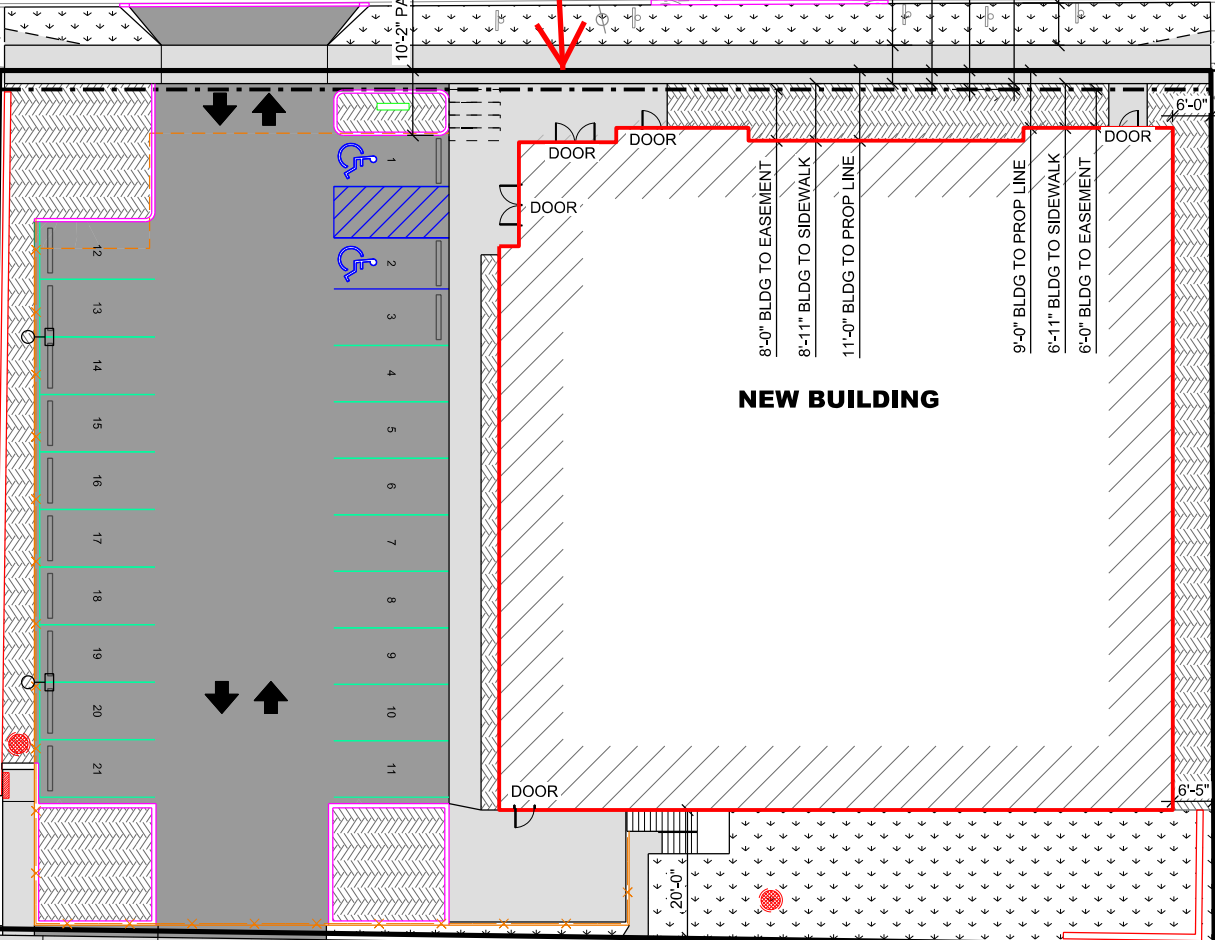 10'-2" PA
6'-0"
DOOR
DOOR
DOOR
DOOR
8'-0" BLDG TO EASEMENT
8'-11" BLDG TO SIDEWALK
11'-0" BLDG TO PROP LINE
9'-0" BLDG TO PROP LINE
6'-11" BLDG TO SIDEWALK
6'-0" BLDG TO EASEMENT
NEW BUILDING
1
2
3
4
5
6
7
8
9
10
11
12
13
14
15
16
17
18
19
20
21
DOOR
6'-5"
20'-0"